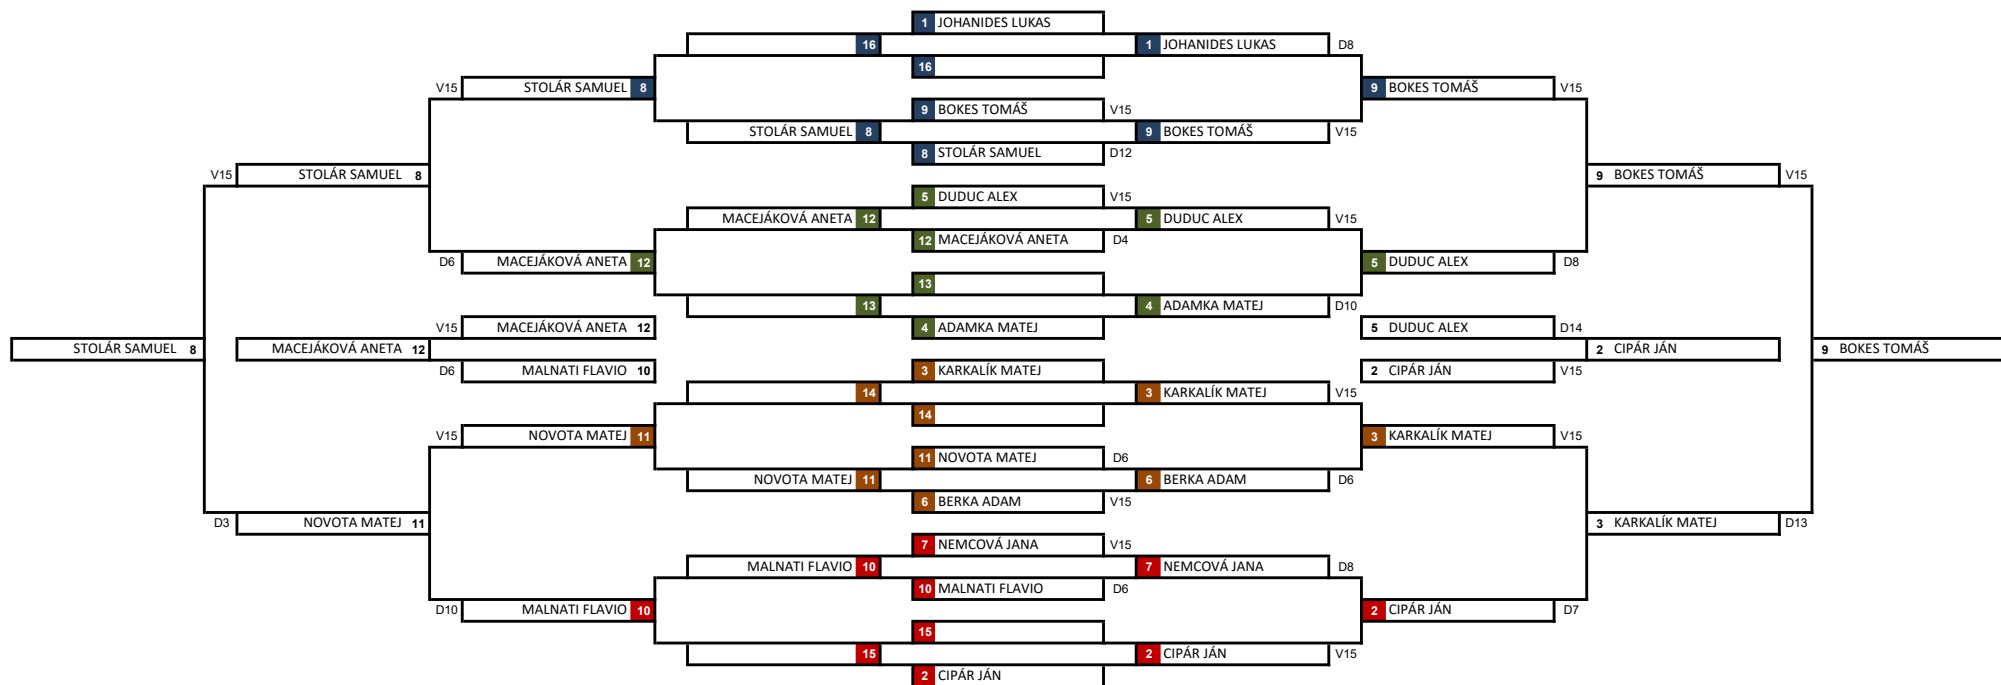 1 JOHANIDES LUKAS
16 1 JOHANIDES LUKAS D8
16
V15 STOLÁR SAMUEL 8 9 BOKES TOMÁŠ V15
9 BOKES TOMÁŠ V15
STOLÁR SAMUEL 8 9 BOKES TOMÁŠ V15
8 STOLÁR SAMUEL D12
V15 STOLÁR SAMUEL 8 9 BOKES TOMÁŠ V15
5 DUDUC ALEX V15
MACEJÁKOVÁ ANETA 12 5 DUDUC ALEX V15
12 MACEJÁKOVÁ ANETA D4
D6 MACEJÁKOVÁ ANETA 12 5 DUDUC ALEX D8
13
13 4 ADAMKA MATEJ D10
V15 MACEJÁKOVÁ ANETA 12 4 ADAMKA MATEJ 5 DUDUC ALEX D14
STOLÁR SAMUEL 8 MACEJÁKOVÁ ANETA 12 2 CIPÁR JÁN 9 BOKES TOMÁŠ
D6 MALNATI FLAVIO 10 3 KARKALÍK MATEJ 2 CIPÁR JÁN V15
14 3 KARKALÍK MATEJ V15
14
V15 NOVOTA MATEJ 11 3 KARKALÍK MATEJ V15
11 NOVOTA MATEJ D6
NOVOTA MATEJ 11 6 BERKA ADAM D6
6 BERKA ADAM V15
D3 NOVOTA MATEJ 11 3 KARKALÍK MATEJ D13
7 NEMCOVÁ JANA V15
MALNATI FLAVIO 10 7 NEMCOVÁ JANA D8
10 MALNATI FLAVIO D6
D10 MALNATI FLAVIO 10 2 CIPÁR JÁN D7
15
15 2 CIPÁR JÁN V15
2 CIPÁR JÁN